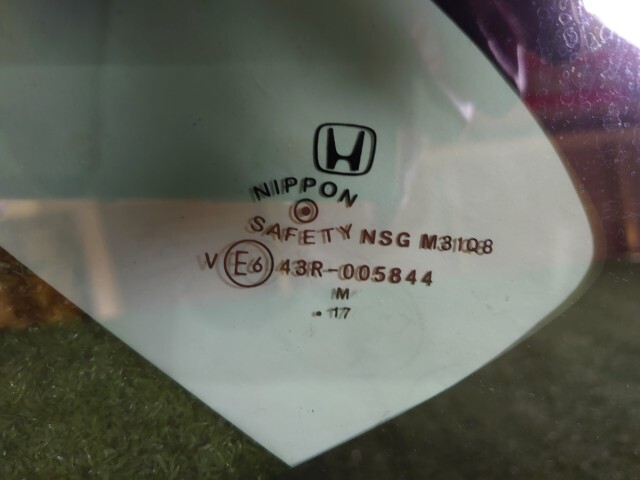 NIPPON
SAFETY NSG M31Q8
V E6 43R-005844
M
. 17